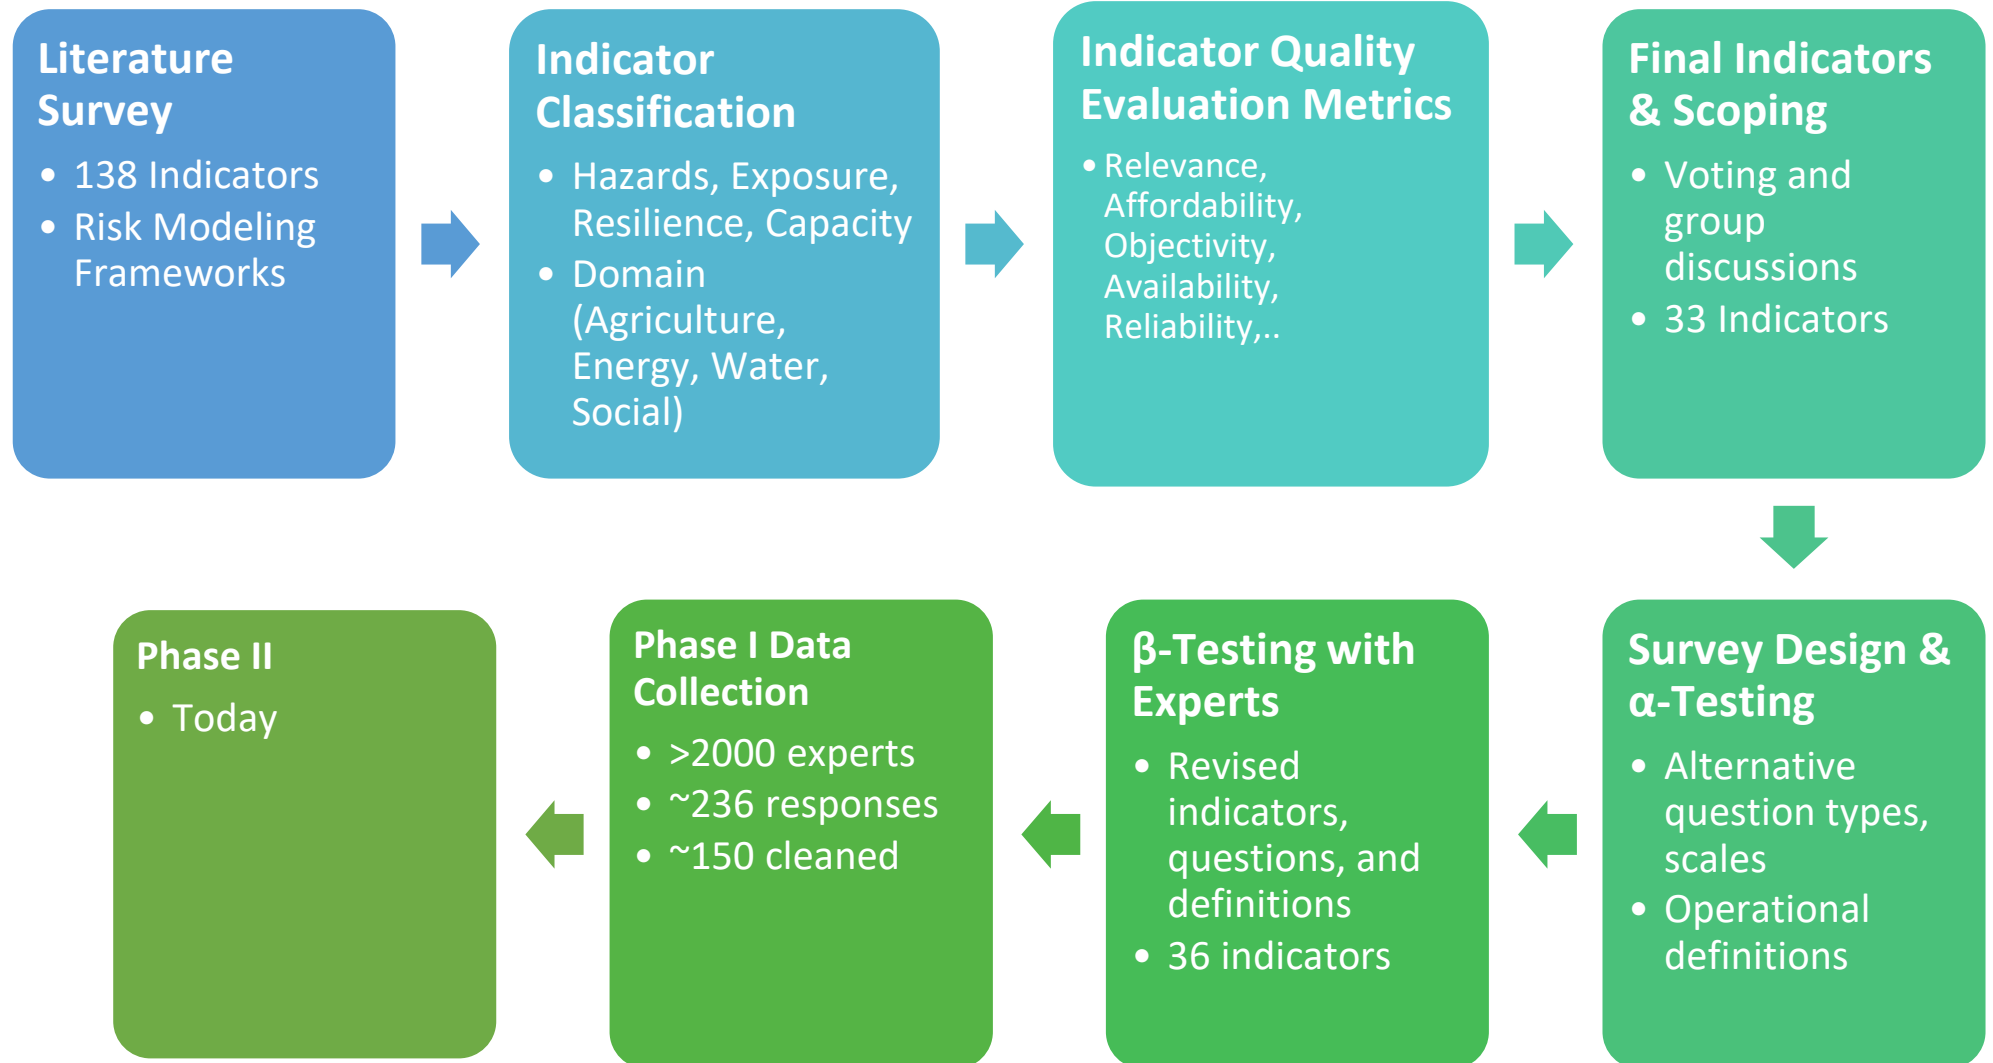 Literature
Survey
• 138 Indicators
• Risk Modeling
Frameworks
Indicator
Classification
• Hazards, Exposure,
Resilience, Capacity
• Domain
(Agriculture,
Energy, Water,
Social)
Indicator Quality
Evaluation Metrics
• Relevance,
Affordability,
Objectivity,
Availability,
Reliability,..
Final Indicators
& Scoping
• Voting and
group
discussions
• 33 Indicators
Survey Design &
α-Testing
• Alternative
question types,
scales
• Operational
definitions
β-Testing with
Experts
• Revised
indicators,
questions, and
definitions
• 36 indicators
Phase I Data
Collection
• >2000 experts
• ~236 responses
• ~150 cleaned
Phase II
• Today